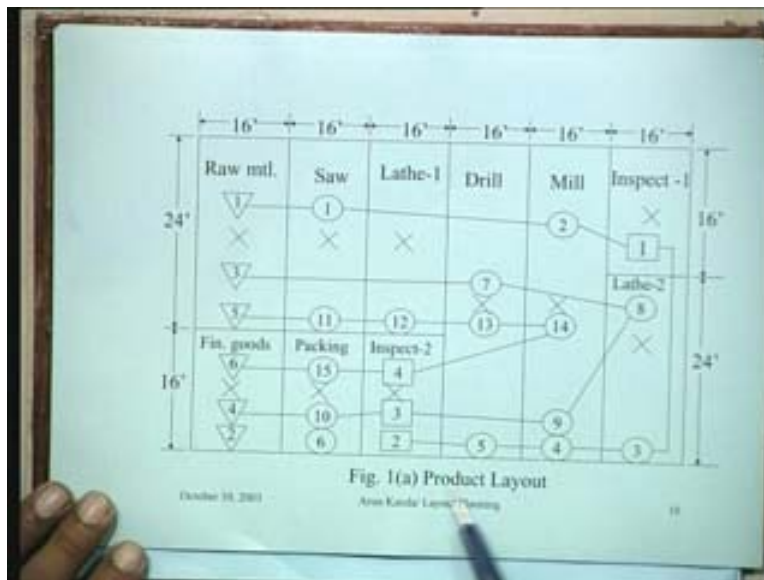 16' 16' 16' 16' 16' 16'
Raw mtl. Saw Lathe-1 Drill Mill Inspect -1
1 1 2 1
24' 16'
3 7 Lathe-2
8
5 11 12 13 14
Fin. goods Packing Inspect-2
6 15 4
16' 24'
4 10 3 9
2 6 2 5 4 3
Fig. 1(a) Product Layout
October 10, 2003 Layout Planning